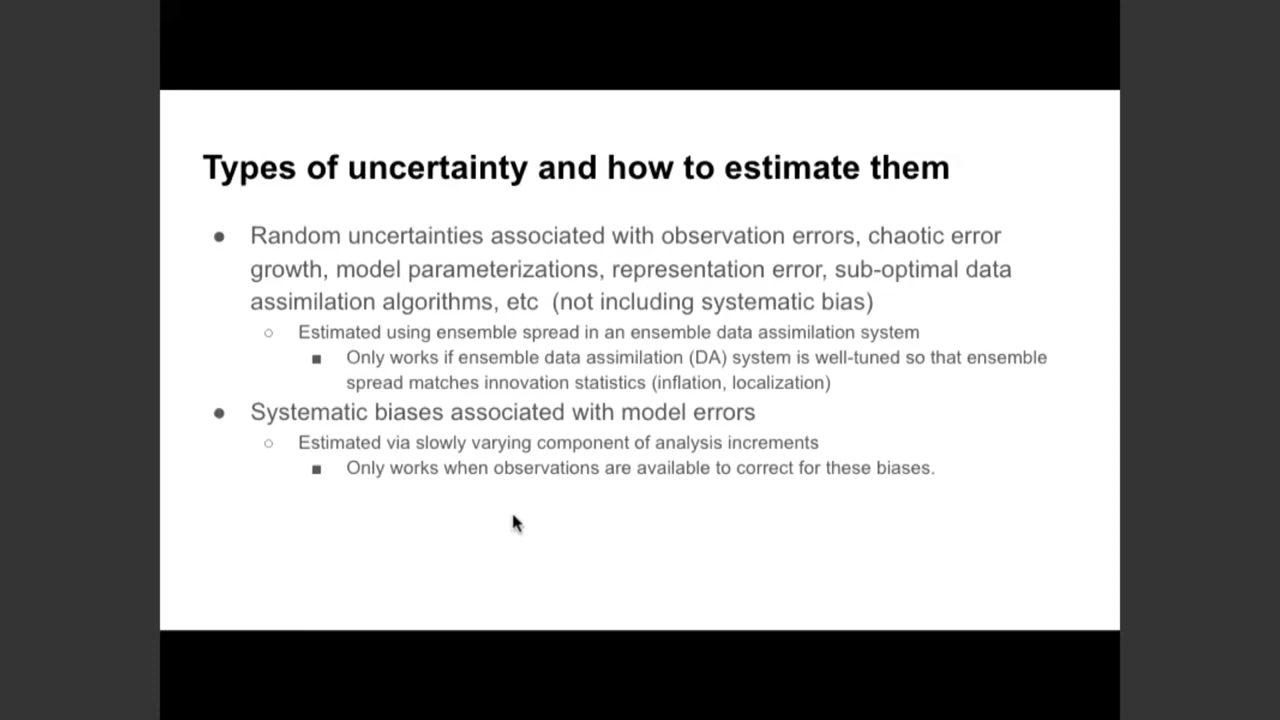 Types of uncertainty and how to estimate them
● Random uncertainties associated with observation errors, chaotic error
growth, model parameterizations, representation error, sub-optimal data
assimilation algorithms, etc  (not including systematic bias)
○ Estimated using ensemble spread in an ensemble data assimilation system
■ Only works if ensemble data assimilation (DA) system is well-tuned so that ensemble
spread matches innovation statistics (inflation, localization)
● Systematic biases associated with model errors
○ Estimated via slowly varying component of analysis increments
■ Only works when observations are available to correct for these biases.